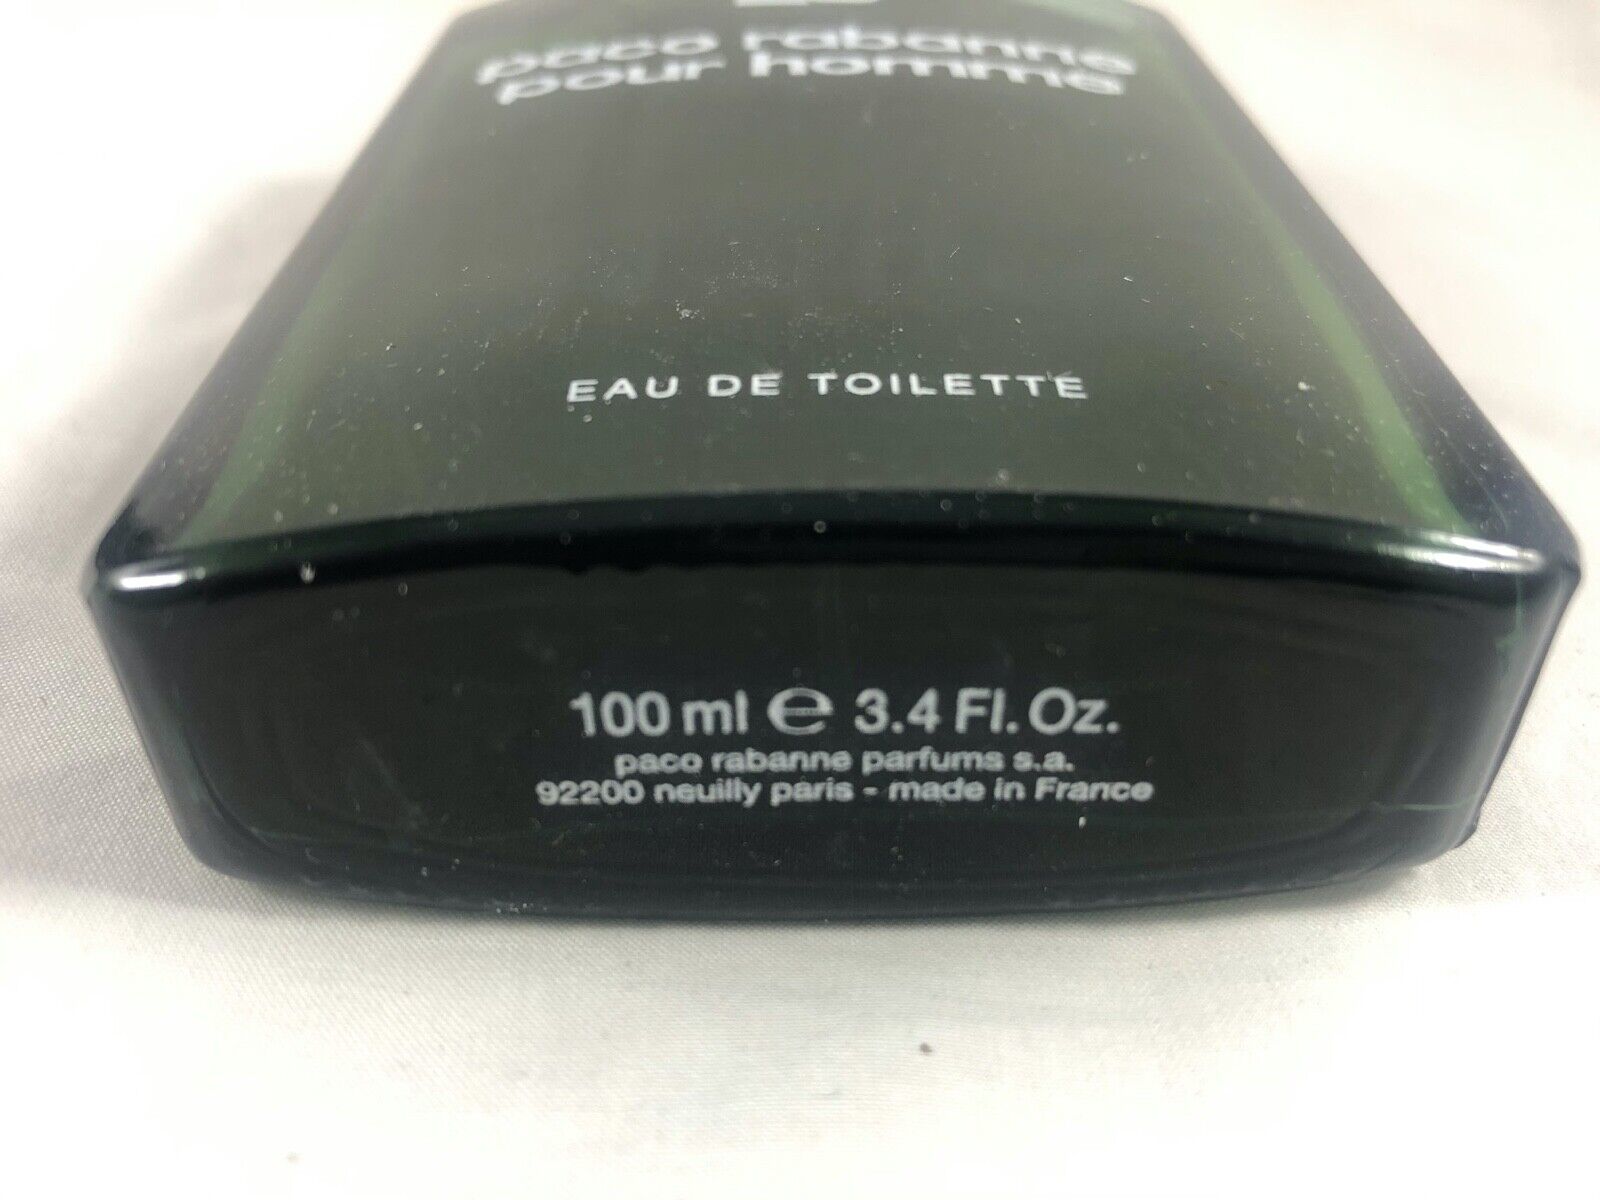 paco rabanne
pour homme
EAU DE TOILETTE
100 ml ℮ 3.4 Fl. Oz.
paco rabanne parfums s.a.
92200 neuilly paris - made in France